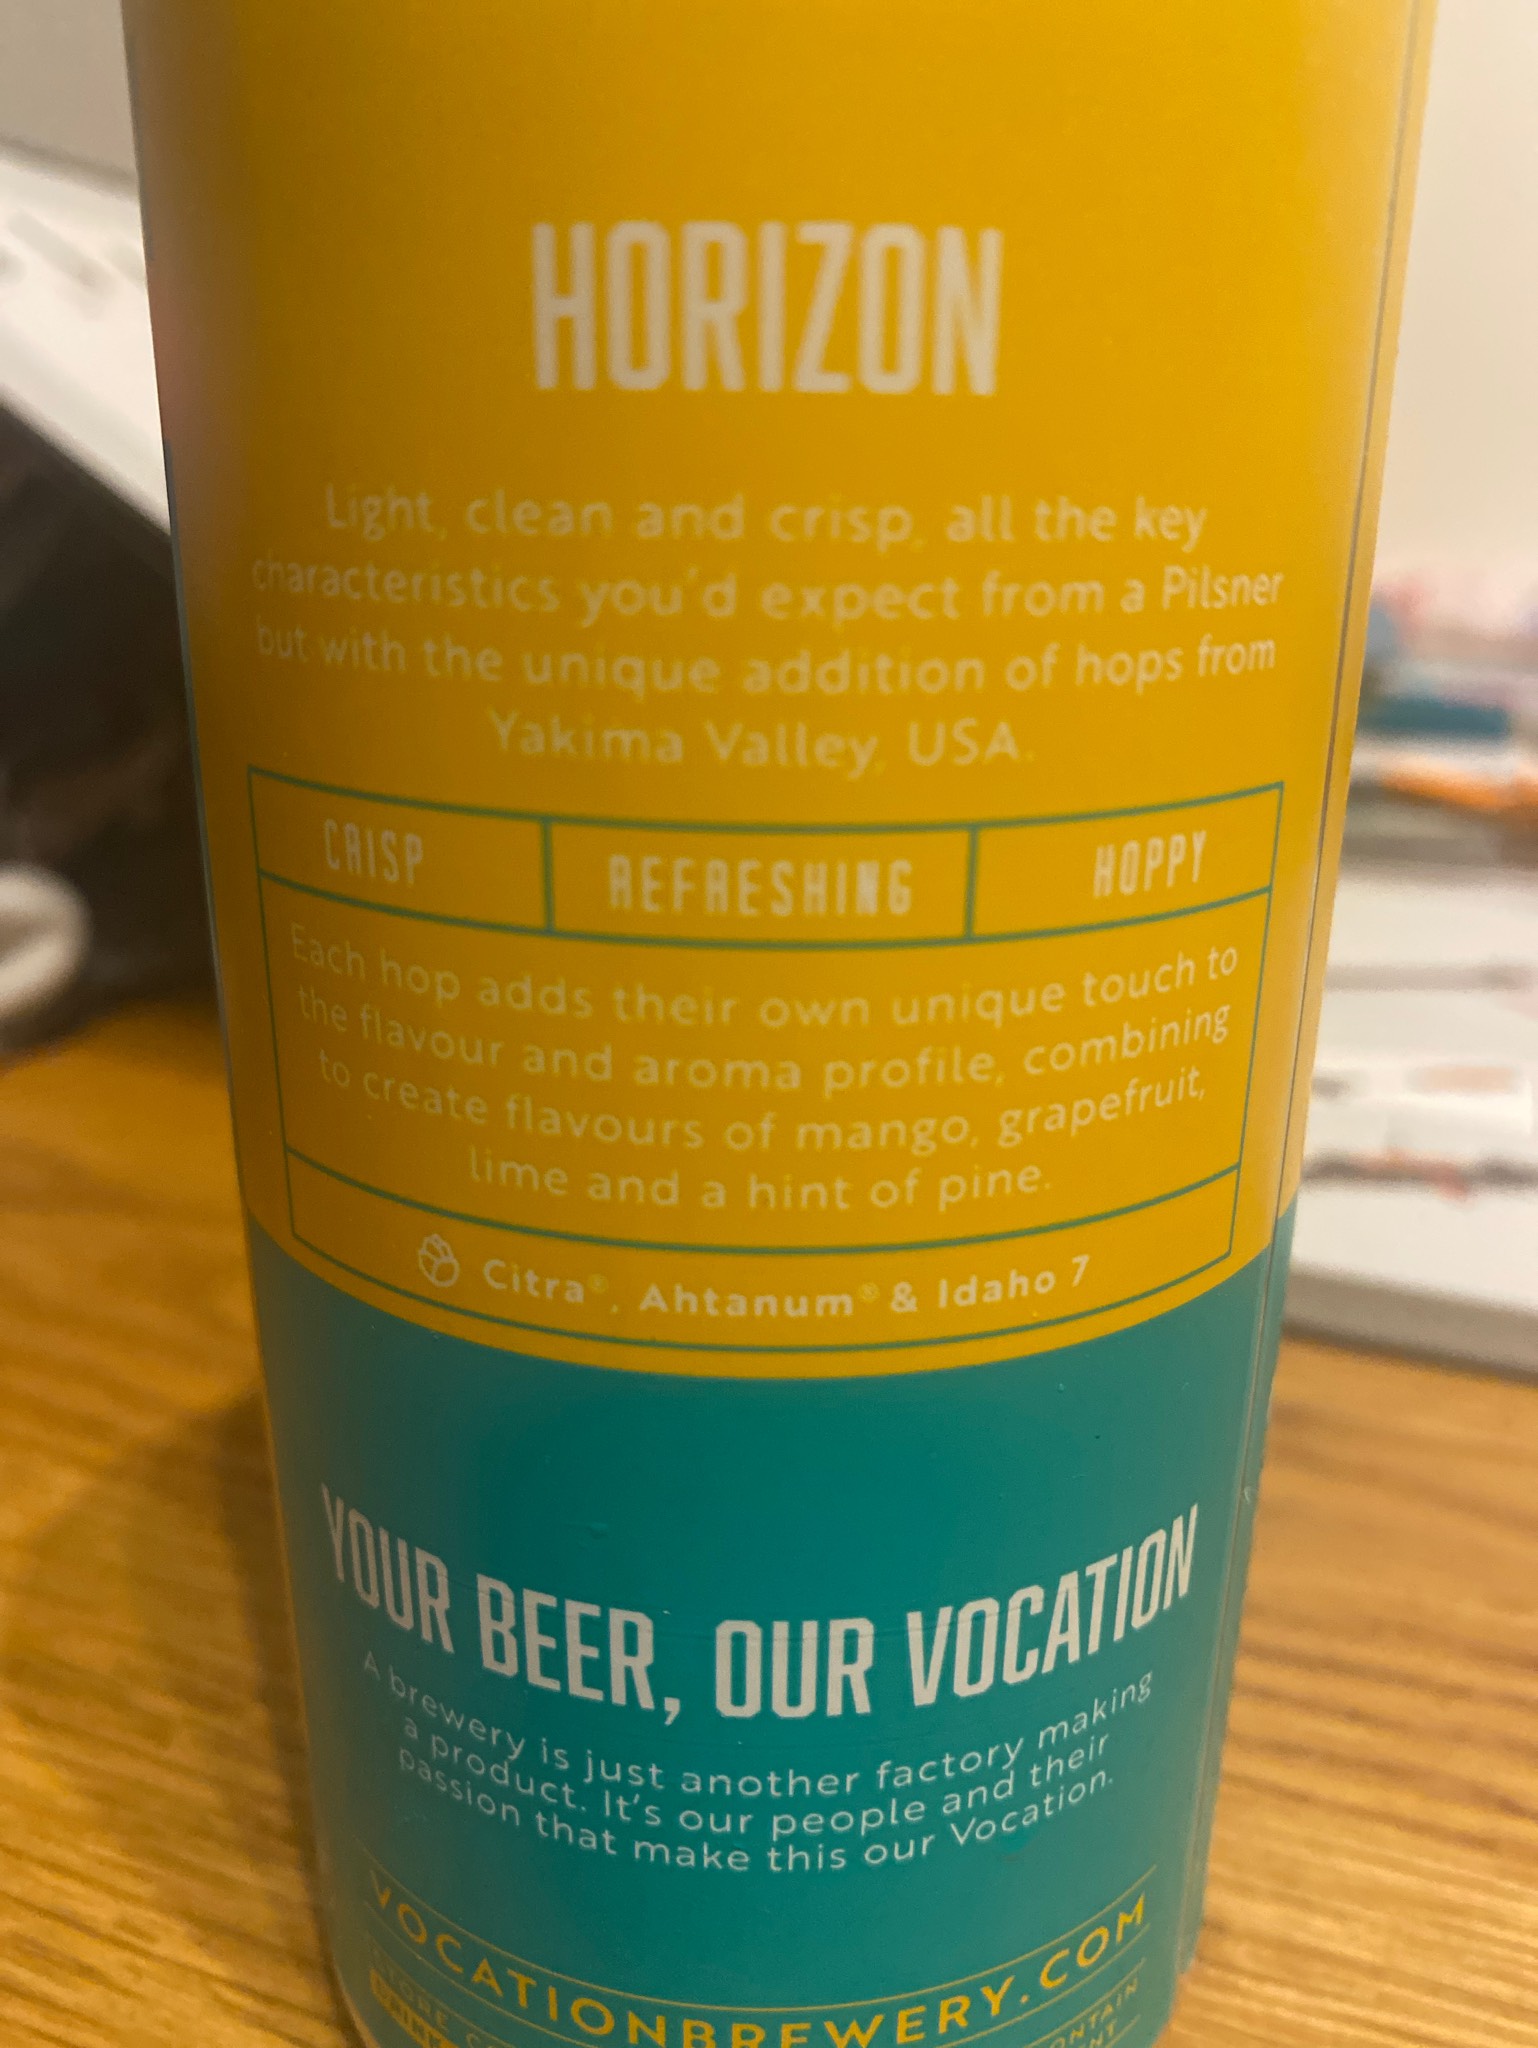 HORIZON
Light, clean and crisp, all the key
characteristics you'd expect from a Pilsner
but with the unique addition of hops from
Yakima Valley, USA.
CRISP REFRESHING HOPPY
Each hop adds their own unique touch to
the flavour and aroma profile, combining
to create flavours of mango, grapefruit,
lime and a hint of pine.
Citra®, Ahtanum® & Idaho 7
YOUR BEER, OUR VOCATION
A brewery is just another factory making
a product. It's our people and their
passion that make this our Vocation.
VOCATIONBREWERY.COM